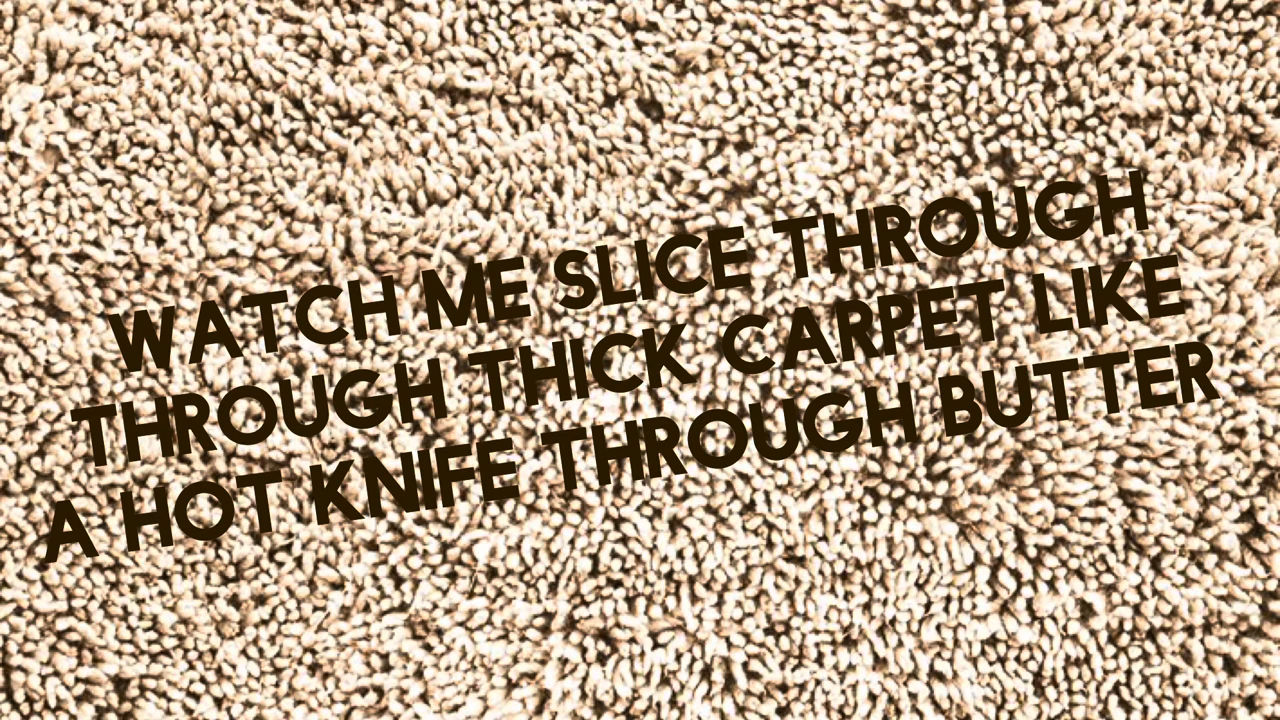 WATCH ME SLICE THROUGH
THROUGH THICK CARPET LIKE
A HOT KNIFE THROUGH BUTTER